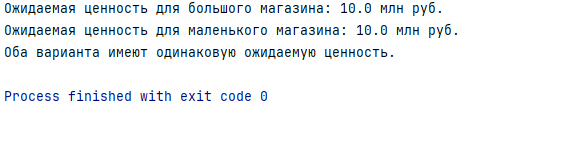 Ожидаемая ценность для большого магазина: 10.0 млн руб.
Ожидаемая ценность для маленького магазина: 10.0 млн руб.
Оба варианта имеют одинаковую ожидаемую ценность.
Process finished with exit code 0